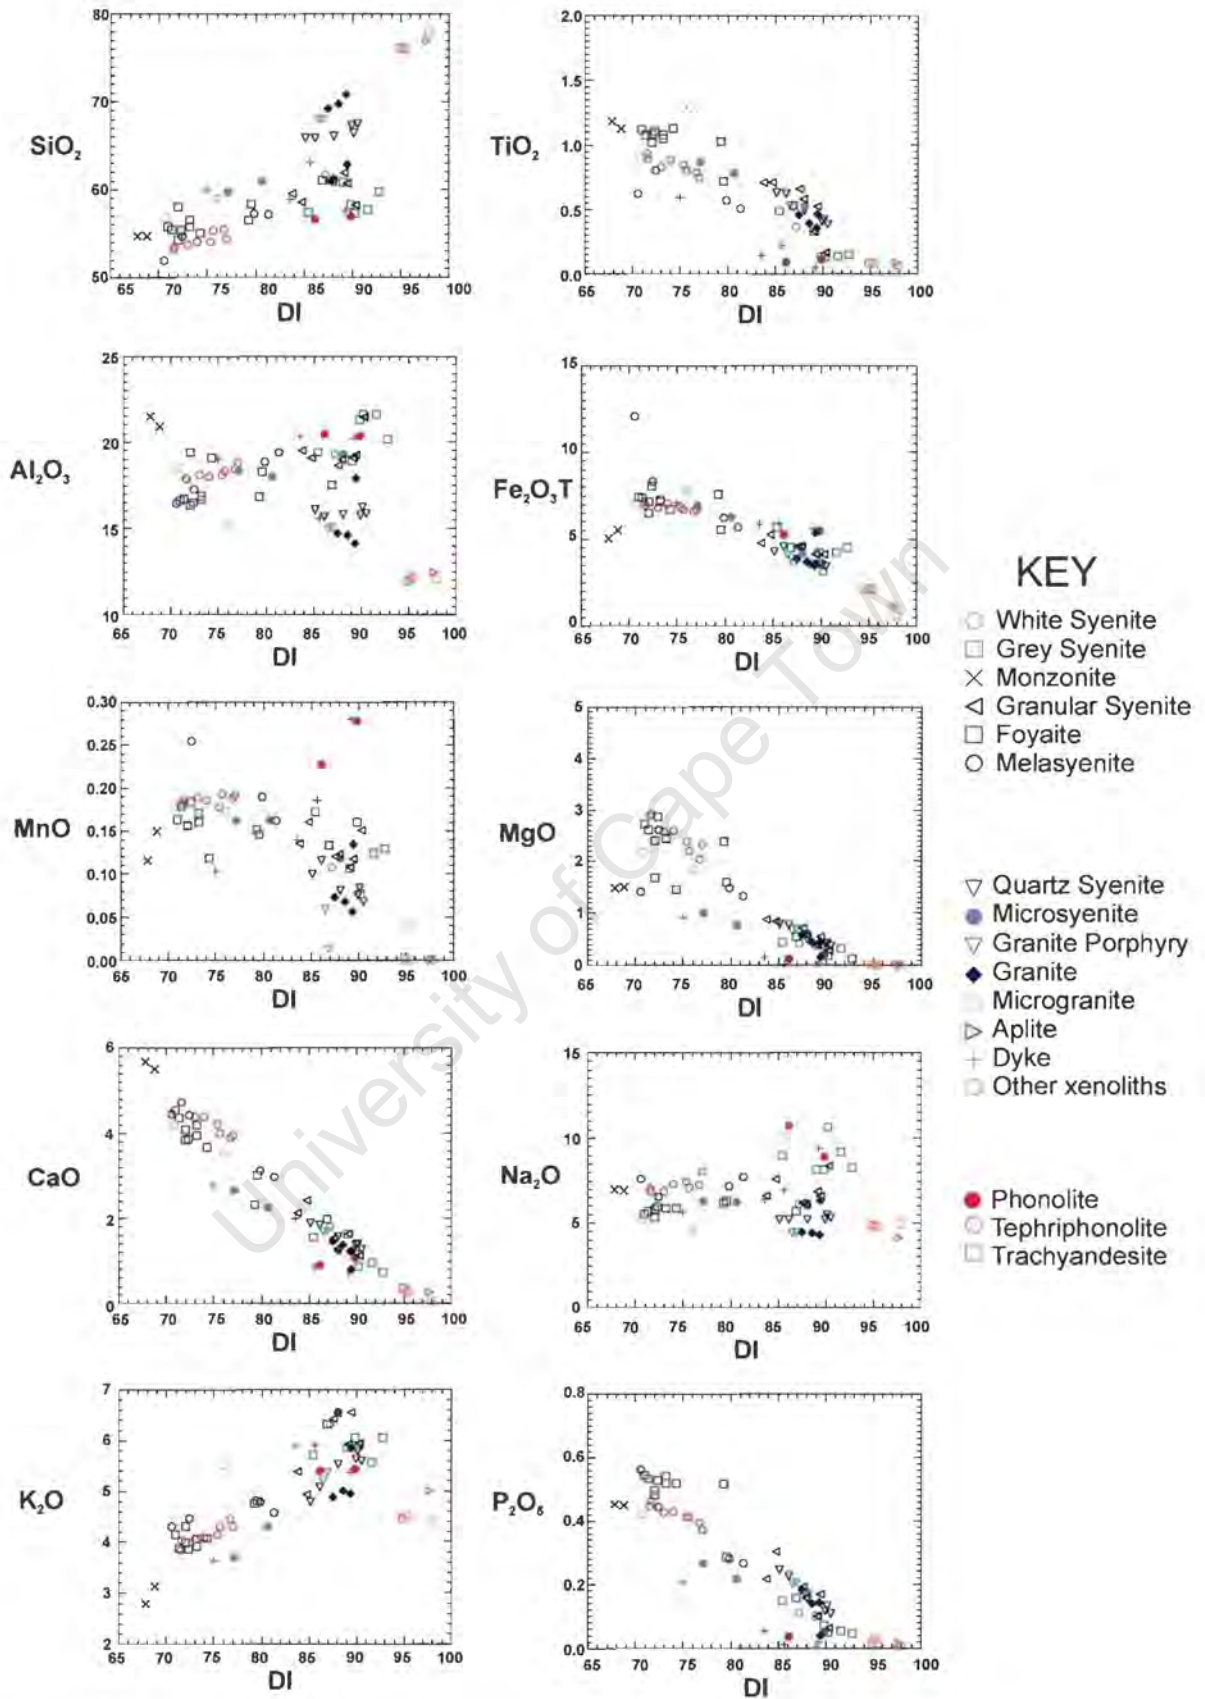 80
70
60
50
SiO₂
65 70 75 80 85 90 95 100
DI
2.0
1.5
1.0
0.5
0.0
TiO₂
65 70 75 80 85 90 95 100
DI
25
20
15
10
Al₂O₃
65 70 75 80 85 90 95 100
DI
15
10
5
0
Fe₂O₃T
65 70 75 80 85 90 95 100
DI
0.30
0.25
0.20
0.15
0.10
0.05
0.00
MnO
65 70 75 80 85 90 95 100
DI
5
4
3
2
1
0
MgO
65 70 75 80 85 90 95 100
DI
6
4
2
0
CaO
65 70 75 80 85 90 95 100
DI
15
10
5
0
Na₂O
65 70 75 80 85 90 95 100
DI
7
6
5
4
3
2
K₂O
65 70 75 80 85 90 95 100
DI
0.8
0.6
0.4
0.2
0.0
P₂O₅
65 70 75 80 85 90 95 100
DI
KEY
White Syenite
Grey Syenite
Monzonite
Granular Syenite
Foyaite
Melasyenite
Quartz Syenite
Microsyenite
Granite Porphyry
Granite
Microgranite
Aplite
Dyke
Other xenoliths
Phonolite
Tephriphonolite
Trachyandesite
University of Cape Town